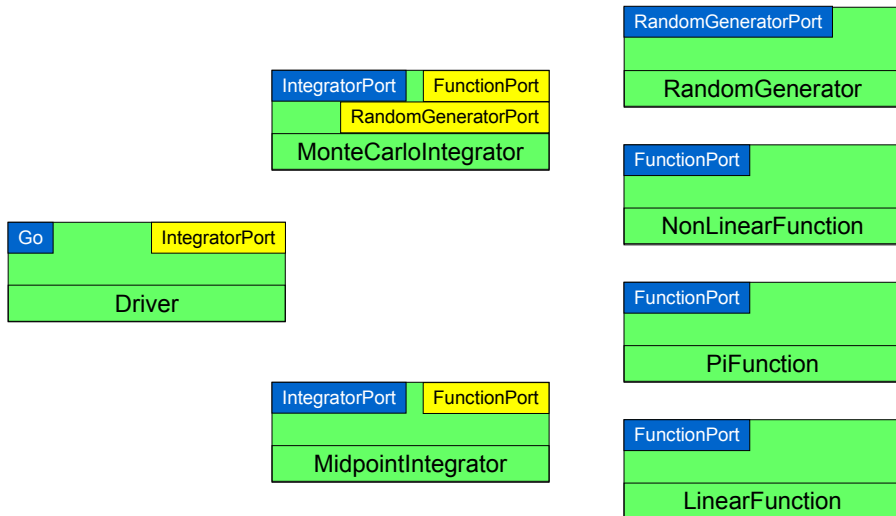 RandomGeneratorPort
RandomGenerator
IntegratorPort FunctionPort
RandomGeneratorPort
MonteCarloIntegrator
FunctionPort
NonLinearFunction
Go IntegratorPort
Driver
FunctionPort
PiFunction
IntegratorPort FunctionPort
MidpointIntegrator
FunctionPort
LinearFunction